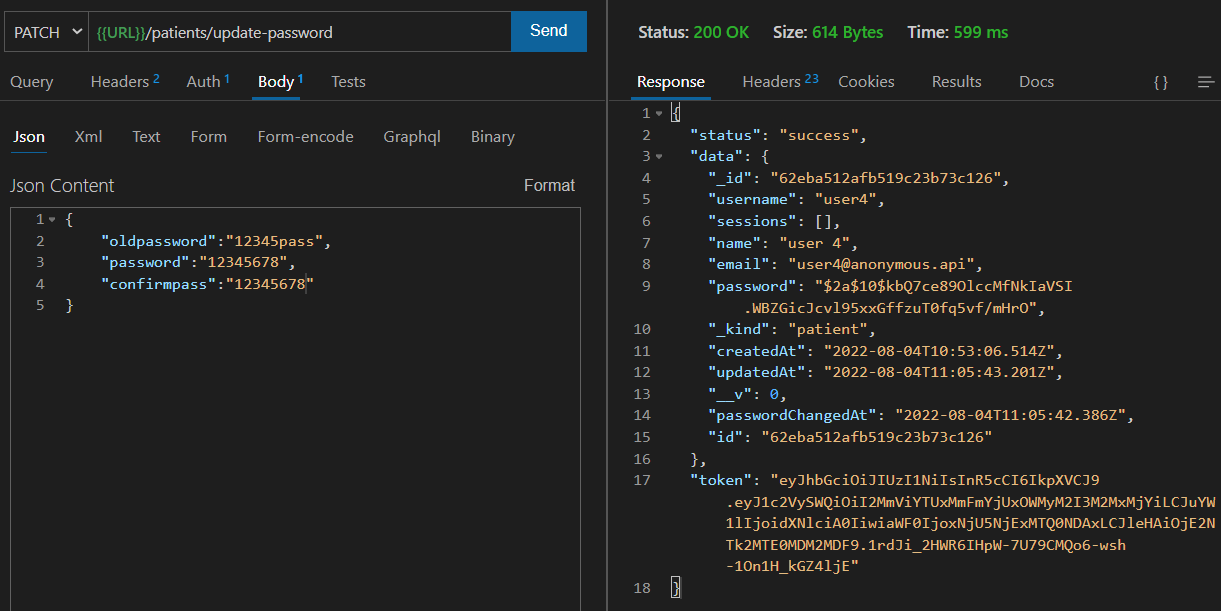 PATCH {{URL}}/patients/update-password Send
Query Headers 2 Auth 1 Body 1 Tests
Json Xml Text Form Form-encode Graphql Binary
Json Content Format
1 {
2 "oldpassword":"12345pass",
3 "password":"12345678",
4 "confirmpass":"12345678"
5 }
Status: 200 OK Size: 614 Bytes Time: 599 ms
Response Headers 23 Cookies Results Docs {}
1 {
2 "status": "success",
3 "data": {
4 "_id": "62eba512afb519c23b73c126",
5 "username": "user4",
6 "sessions": [],
7 "name": "user 4",
8 "email": "user4@anonymous.api",
9 "password": "$2a$10$kbQ7ce89OlccMfNkIaVSI
.WBZGicJcvl95xxGffzuT0fq5vf/mHrO",
10 "_kind": "patient",
11 "createdAt": "2022-08-04T10:53:06.514Z",
12 "updatedAt": "2022-08-04T11:05:43.201Z",
13 "__v": 0,
14 "passwordChangedAt": "2022-08-04T11:05:42.386Z",
15 "id": "62eba512afb519c23b73c126"
16 },
17 "token": "eyJhbGciOiJIUzI1NiIsInR5cCI6IkpXVCJ9
.eyJ1c2VySWQiOiI2MmViYTUxMmFmYjUxOWMyM2I3M2MxMjYiLCJuYW
1lIjoidXNlciA0IiwiaWF0IjoxNjU5NjExMTQ0NDAxLCJleHAiOjE2N
Tk2MTE0MDM2MDF9.1rdJi_2HWR6IHpW-7U79CMQo6-wsh
-1On1H_kGZ4ljE"
18 }